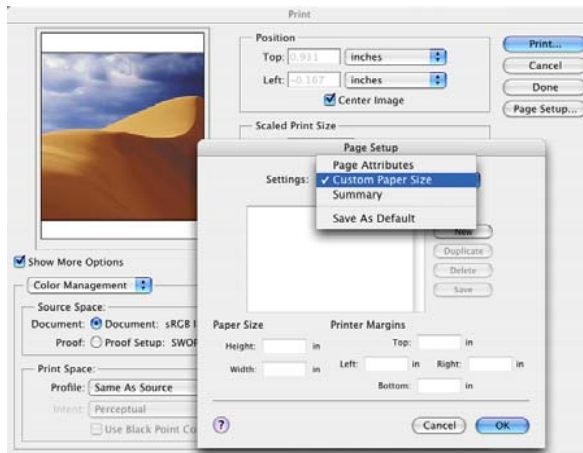 Print
Position
Top: 0.931 inches
Left: -0.167 inches
Center Image
Scaled Print Size
Print...
Cancel
Done
Page Setup...
Page Setup
Settings:
Page Attributes
✓ Custom Paper Size
Summary
Save As Default
New
Duplicate
Delete
Save
Show More Options
Color Management
Source Space:
Document: Document: sRGB
Proof: Proof Setup:
Print Space:
Profile: Same As Source
Intent: Perceptual
Use Black Point
Paper Size
Height: in
Width: in
Printer Margins
Top: in
Left: in Right: in
Bottom: in
?
Cancel
OK